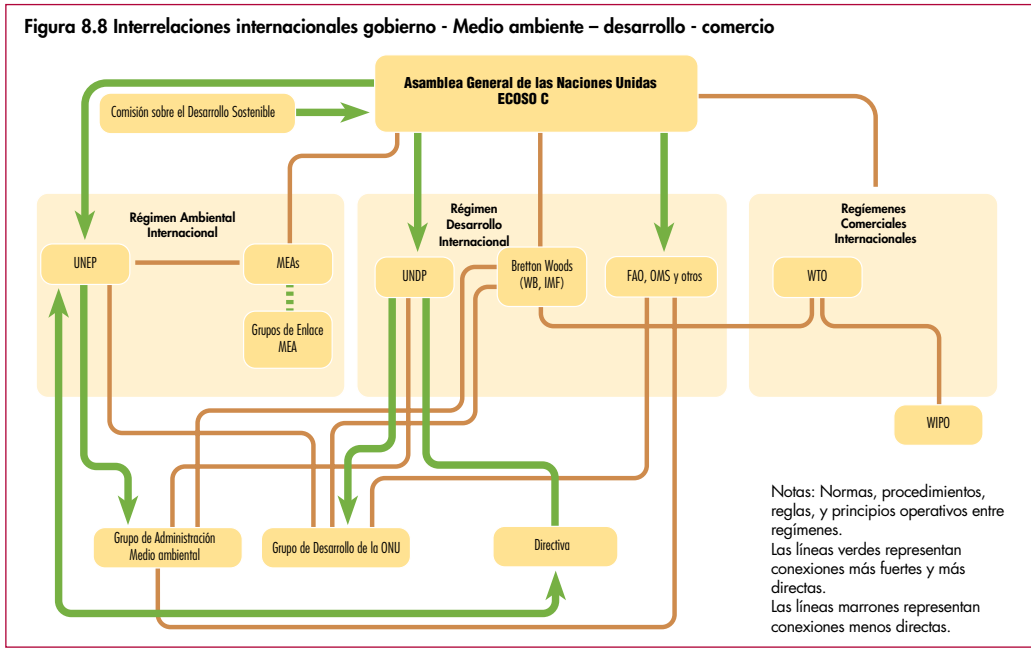 Figura 8.8 Interrelaciones internacionales gobierno - Medio ambiente – desarrollo - comercio
Asamblea General de las Naciones Unidas
ECOSO C
Comisión sobre el Desarrollo Sostenible
Régimen Ambiental
Internacional
Régimen
Desarrollo
Internacional
Regíemenes
Comerciales
Internacionales
UNEP
MEAs
UNDP
Bretton Woods
(WB, IMF)
FAO, OMS y otros
WTO
Grupos de Enlace
MEA
WIPO
Grupo de Administración
Medio ambiental
Grupo de Desarrollo de la ONU
Directiva
Notas: Normas, procedimientos,
reglas, y principios operativos entre
regímenes.
Las líneas verdes representan
conexiones más fuertes y más
directas.
Las líneas marrones representan
conexiones menos directas.